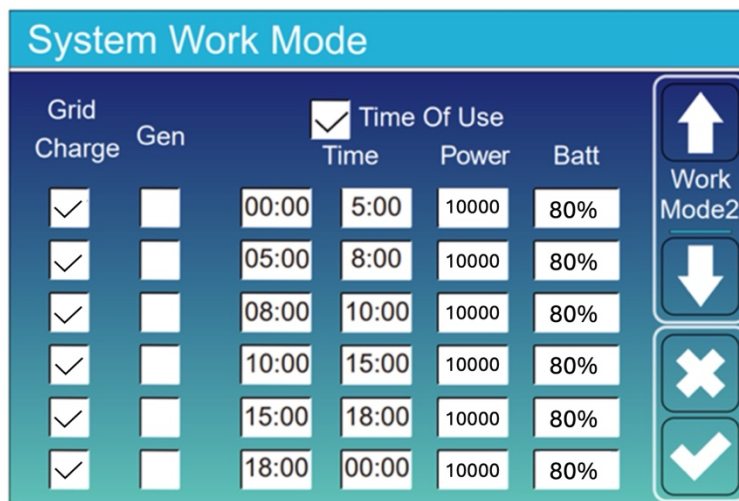 System Work Mode
Grid Charge
Gen
Time Of Use
Time
Power
Batt
00:00 5:00 10000 80%
05:00 8:00 10000 80%
08:00 10:00 10000 80%
10:00 15:00 10000 80%
15:00 18:00 10000 80%
18:00 00:00 10000 80%
Work
Mode2